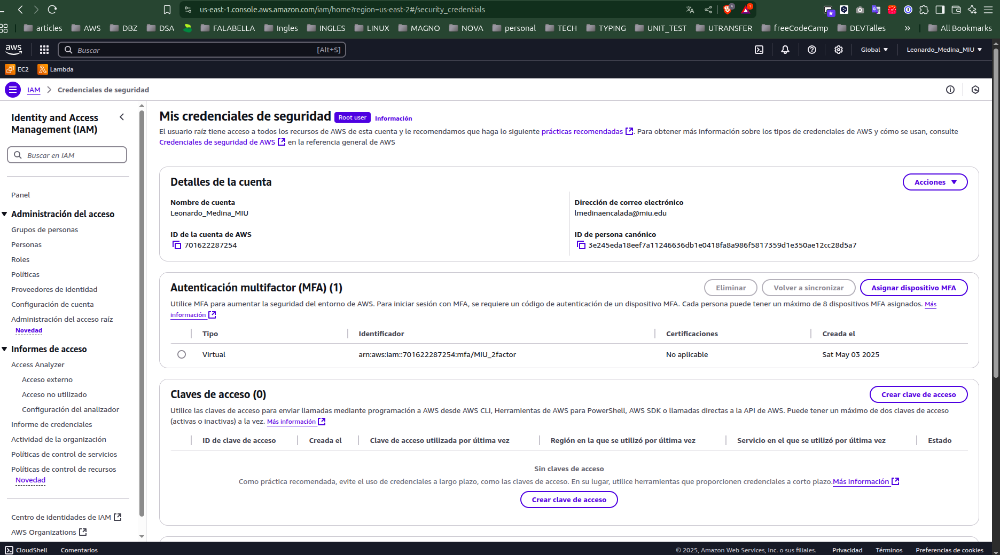 us-east-1.console.aws.amazon.com/iam/home?region=us-east-2#/security_credentials
4
1
articles
AWS
DBZ
DSA
FALABELLA
Ingles
INGLES
LINUX
MAGNO
NOVA
personal
TECH
TYPING
UNIT_TEST
UTRANSFER
freeCodeCamp
DEVTalles
»
All Bookmarks
aws
Buscar
[Alt+S]
Global
Leonardo_Medina_MIU
EC2
Lambda
IAM
Credenciales de seguridad
Identity and Access
Management (IAM)
Buscar en IAM
Panel
Administración del acceso
Grupos de personas
Personas
Roles
Políticas
Proveedores de identidad
Configuración de cuenta
Administración del acceso raíz
Novedad
Informes de acceso
Access Analyzer
Acceso externo
Acceso no utilizado
Configuración del analizador
Informe de credenciales
Actividad de la organización
Políticas de control de servicios
Políticas de control de recursos
Novedad
Centro de identidades de IAM
AWS Organizations
Mis credenciales de seguridad Root user Información
El usuario raíz tiene acceso a todos los recursos de AWS de esta cuenta y le recomendamos que haga lo siguiente prácticas recomendadas. Para obtener más información sobre los tipos de credenciales de AWS y cómo se usan, consulte
Credenciales de seguridad de AWS en la referencia general de AWS
Detalles de la cuenta
Acciones
Nombre de cuenta
Leonardo_Medina_MIU
Dirección de correo electrónico
lmedinaencalada@miu.edu
ID de la cuenta de AWS
701622287254
ID de persona canónico
3e245eda18eef7a11246636db1e0418fa8a986f5817359d1e350ae12cc28d5a7
Autenticación multifactor (MFA) (1)
Eliminar
Volver a sincronizar
Asignar dispositivo MFA
Utilice MFA para aumentar la seguridad del entorno de AWS. Para iniciar sesión con MFA, se requiere un código de autenticación de un dispositivo MFA. Cada persona puede tener un máximo de 8 dispositivos MFA asignados. Más
información
Tipo
Identificador
Certificaciones
Creada el
Virtual
arn:aws:iam::701622287254:mfa/MIU_2factor
No aplicable
Sat May 03 2025
Claves de acceso (0)
Crear clave de acceso
Utilice las claves de acceso para enviar llamadas mediante programación a AWS desde AWS CLI, Herramientas de AWS para PowerShell, AWS SDK o llamadas directas a la API de AWS. Puede tener un máximo de dos claves de acceso
(activas o inactivas) a la vez. Más información
ID de clave de acceso
Creada el
Clave de acceso utilizada por última vez
Región en la que se utilizó por última vez
Servicio en el que se utilizó por última vez
Estado
Sin claves de acceso
Como práctica recomendada, evite el uso de credenciales a largo plazo, como las claves de acceso. En su lugar, utilice herramientas que proporcionen credenciales a corto plazo.Más información
Crear clave de acceso
CloudShell
Comentarios
© 2025, Amazon Web Services, Inc. o sus filiales.
Privacidad
Términos
Preferencias de cookies